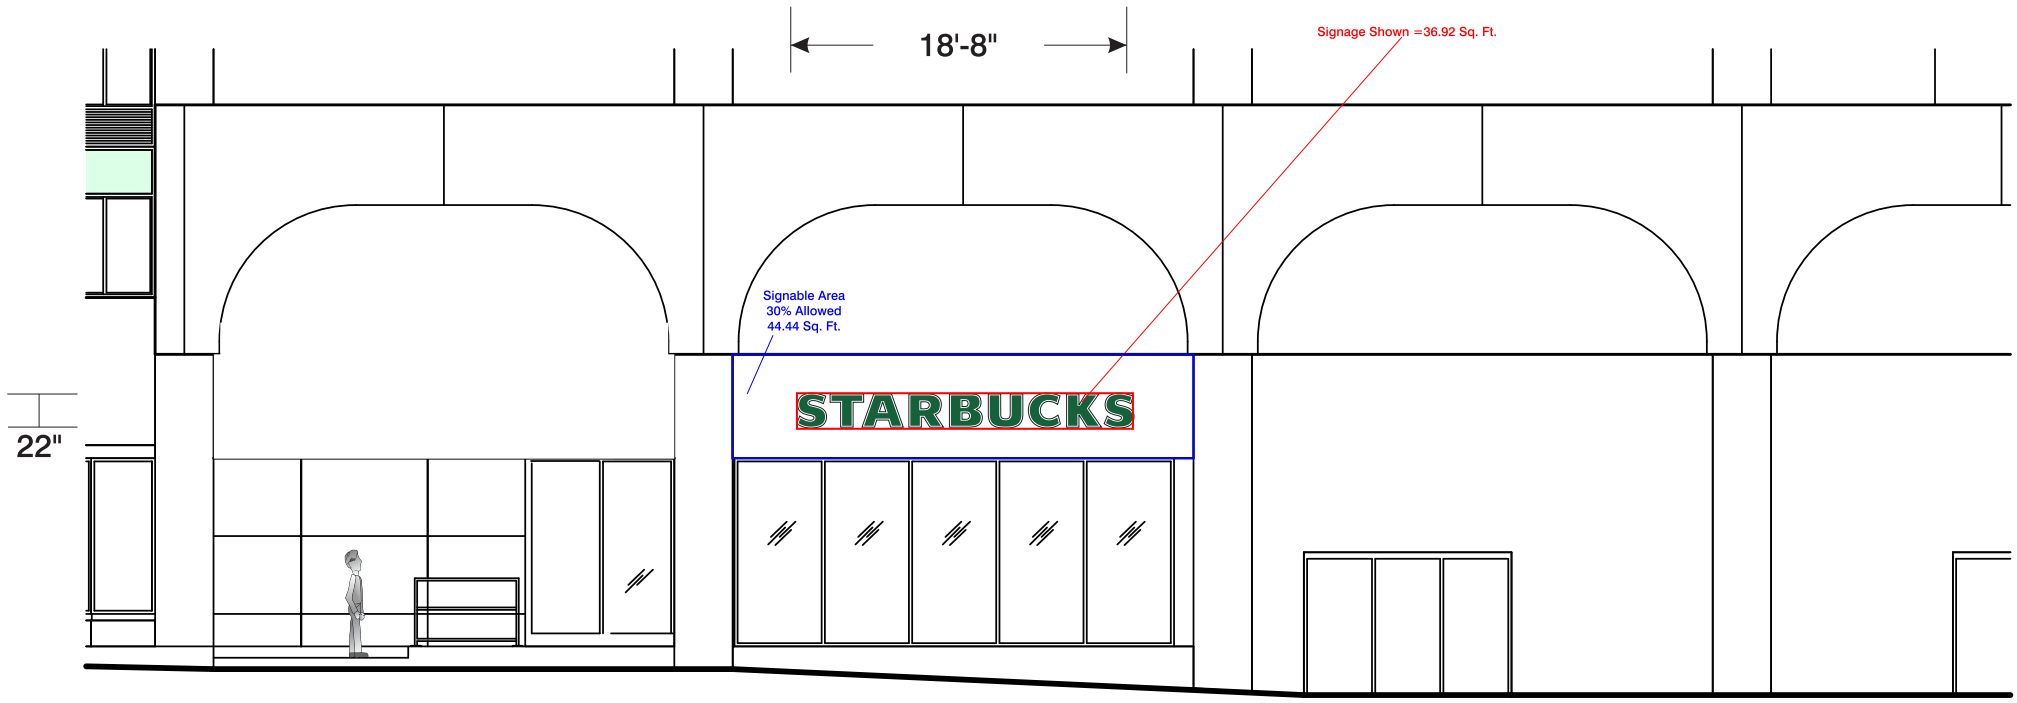 18'-8"
Signage Shown =36.92 Sq. Ft.
Signable Area
30% Allowed
44.44 Sq. Ft.
STARBUCKS
22"